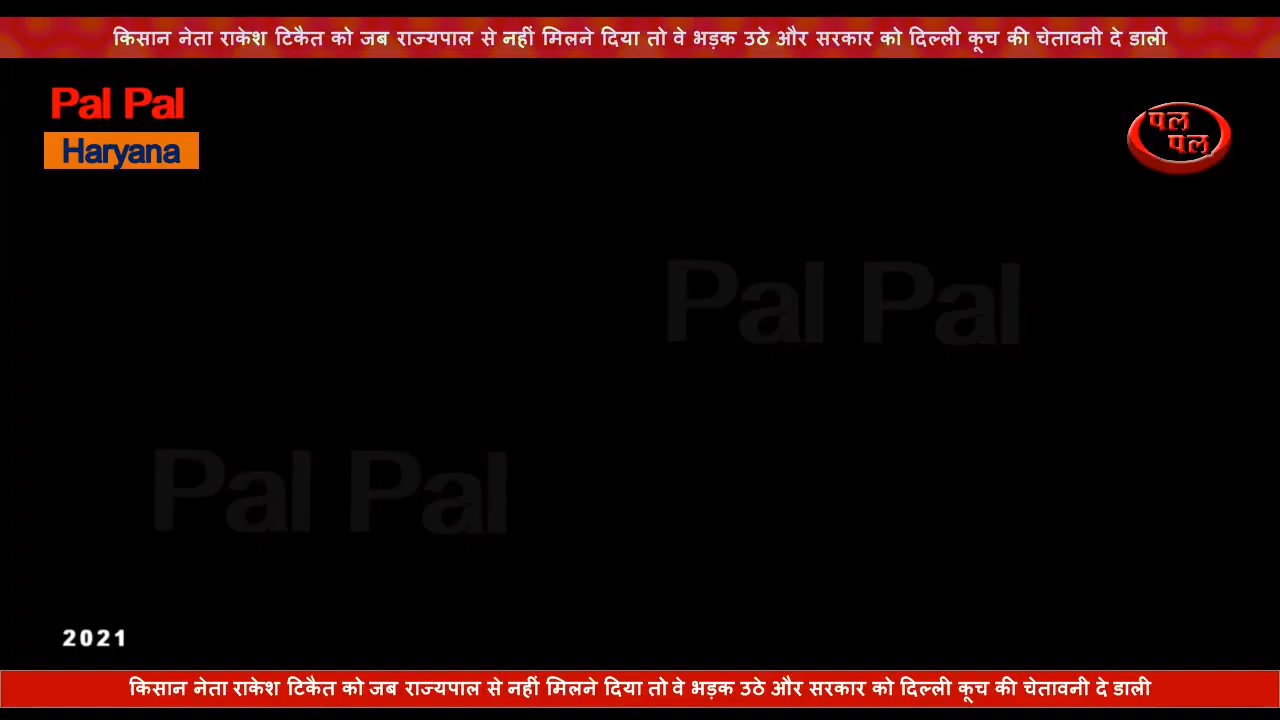 किसान नेता राकेश टिकैत को जब राज्यपाल से नहीं मिलने दिया तो वे भड़क उठे और सरकार को दिल्ली कूच की चेतावनी दे डाली
Pal Pal
Haryana
पल
पल
Pal Pal
Pal Pal
2021
किसान नेता राकेश टिकैत को जब राज्यपाल से नहीं मिलने दिया तो वे भड़क उठे और सरकार को दिल्ली कूच की चेतावनी दे डाली